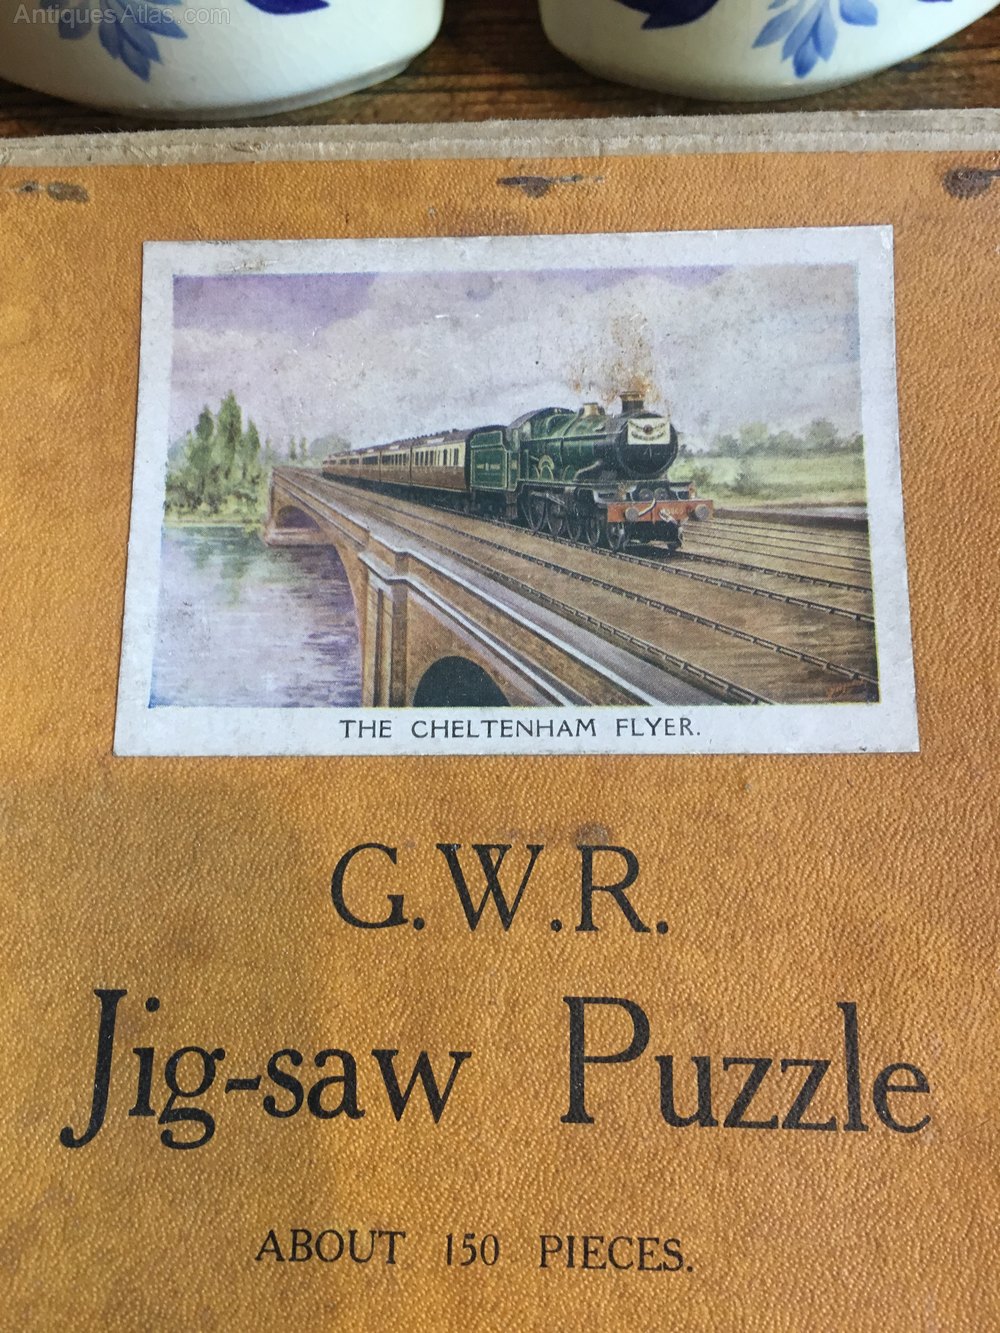 AntiquesAtlas.com
THE CHELTENHAM FLYER.
G.W.R.
Jig-saw Puzzle
ABOUT 150 PIECES.